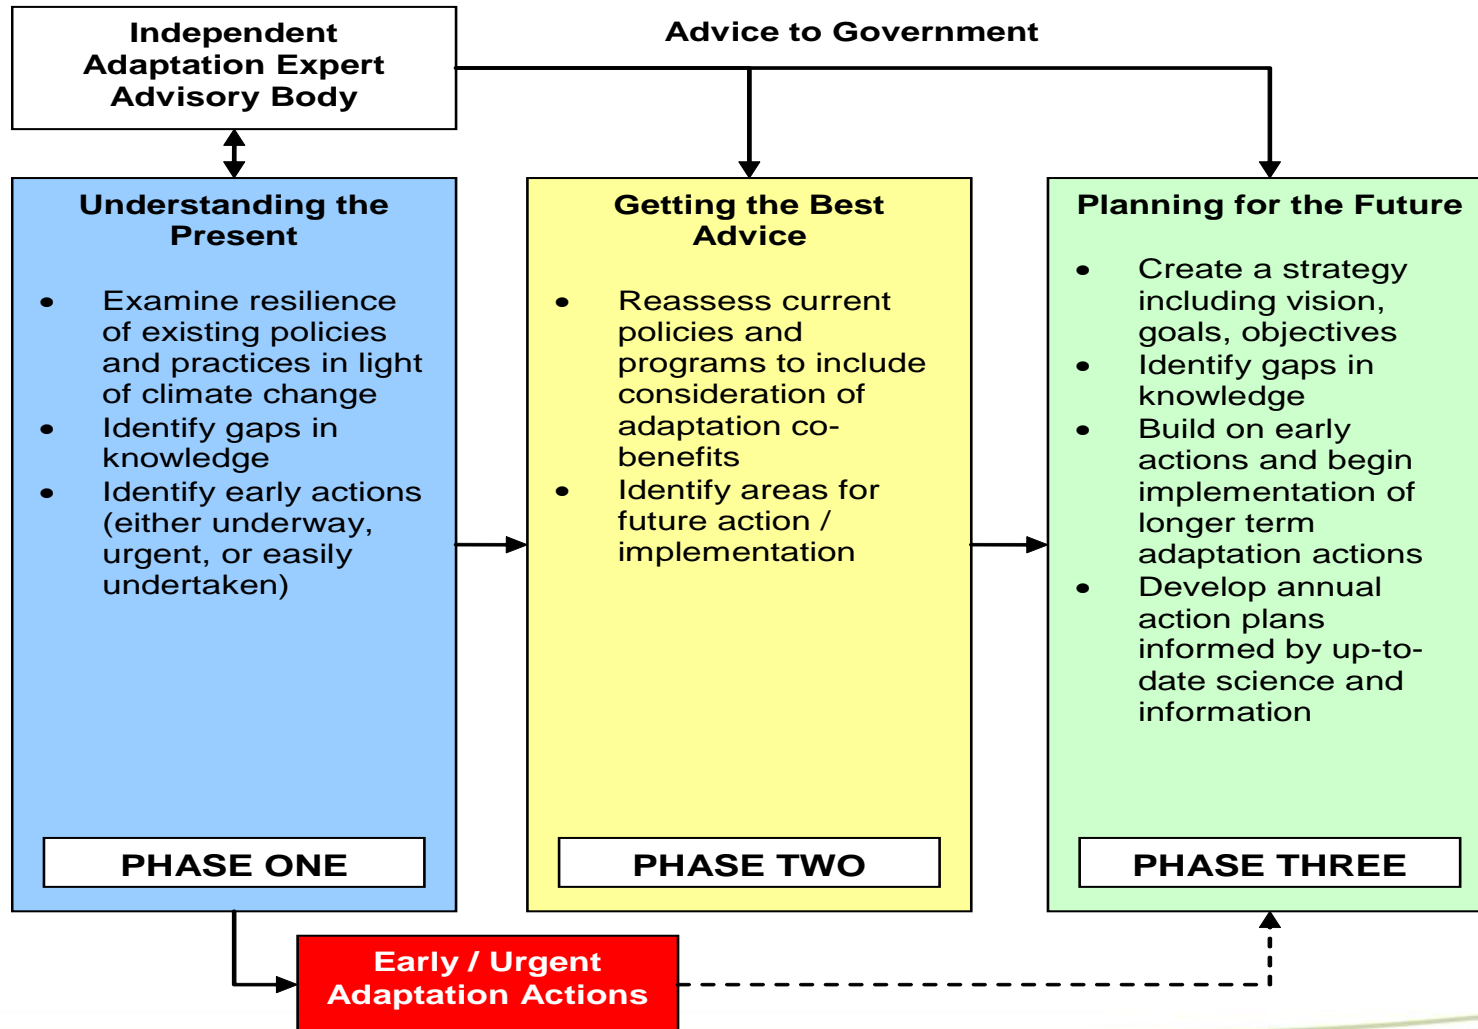 Independent
Adaptation Expert
Advisory Body
Advice to Government
Understanding the
Present
• Examine resilience
of existing policies
and practices in light
of climate change
• Identify gaps in
knowledge
• Identify early actions
(either underway,
urgent, or easily
undertaken)
PHASE ONE
Getting the Best
Advice
• Reassess current
policies and
programs to include
consideration of
adaptation co-
benefits
• Identify areas for
future action /
implementation
PHASE TWO
Planning for the Future
• Create a strategy
including vision,
goals, objectives
• Identify gaps in
knowledge
• Build on early
actions and begin
implementation of
longer term
adaptation actions
• Develop annual
action plans
informed by up-to-
date science and
information
PHASE THREE
Early / Urgent
Adaptation Actions